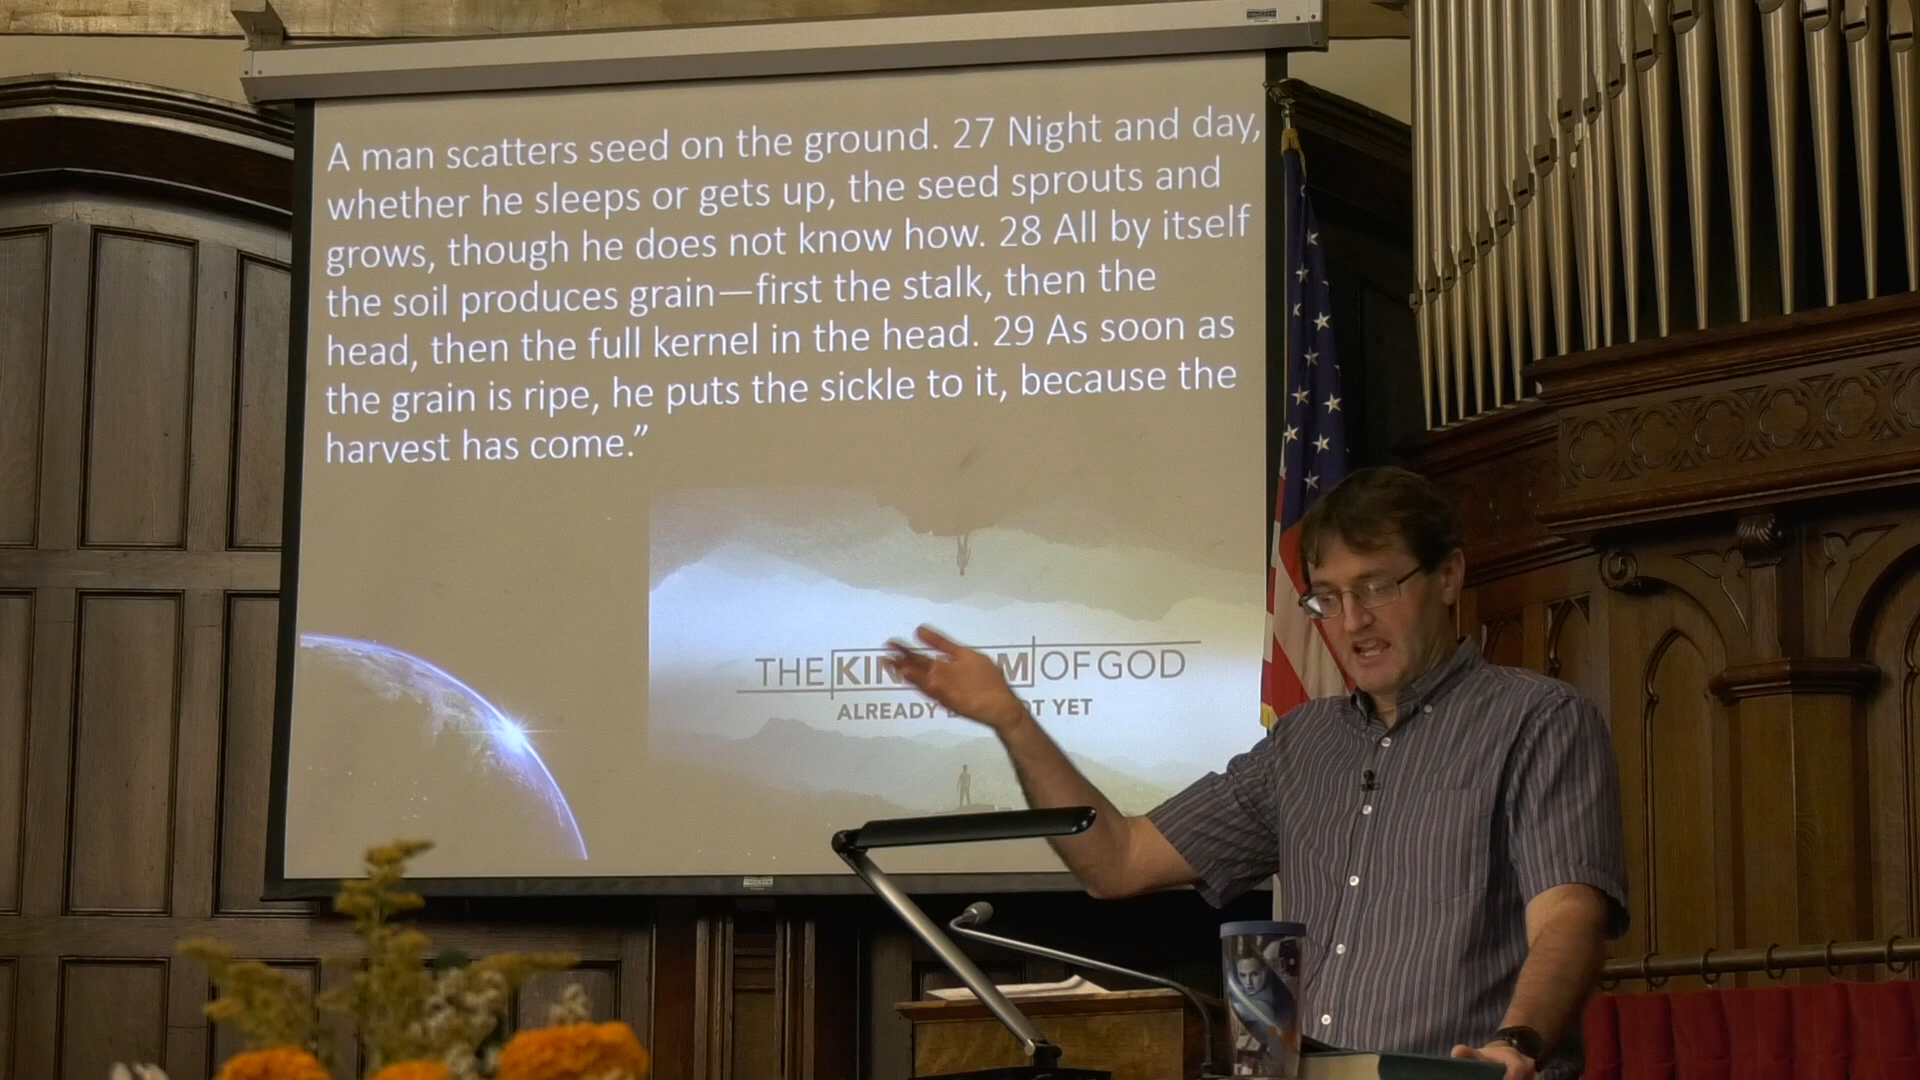 A man scatters seed on the ground. 27 Night and day,
whether he sleeps or gets up, the seed sprouts and
grows, though he does not know how. 28 All by itself
the soil produces grain—first the stalk, then the
head, then the full kernel in the head. 29 As soon as
the grain is ripe, he puts the sickle to it, because the
harvest has come.”
THE KIN M OF GOD
ALREADY B T YET